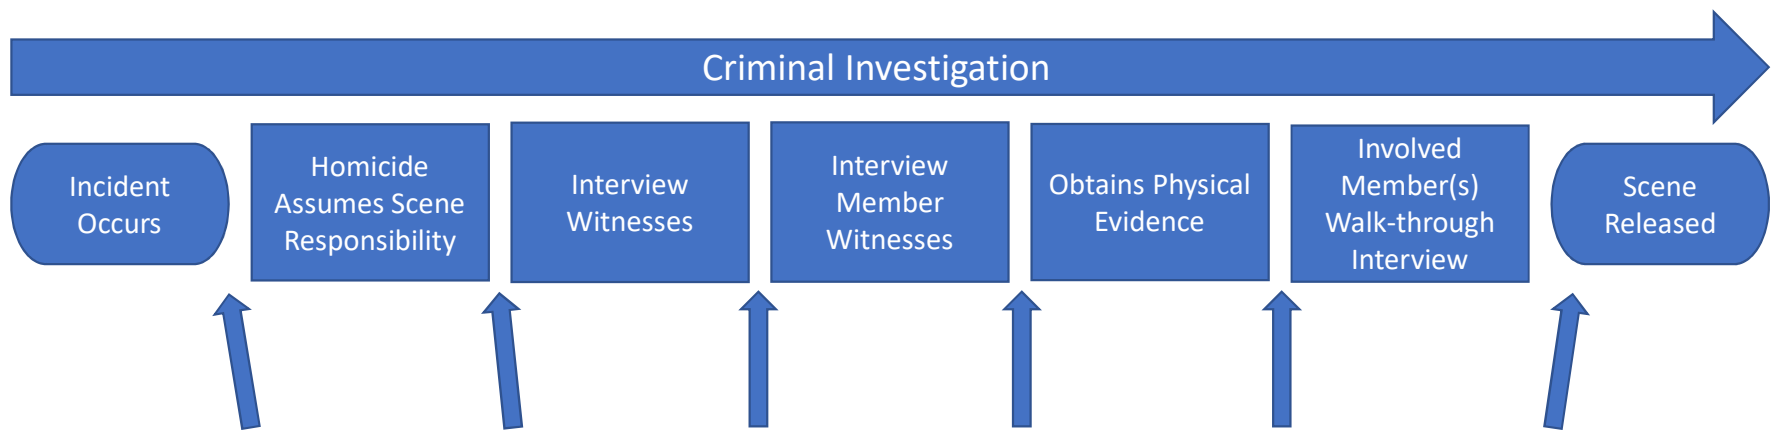 Criminal Investigation
Incident
Occurs
Homicide
Assumes Scene
Responsibility
Interview
Witnesses
Interview
Member
Witnesses
Obtains Physical
Evidence
Involved
Member(s)
Walk-through
Interview
Scene
Released